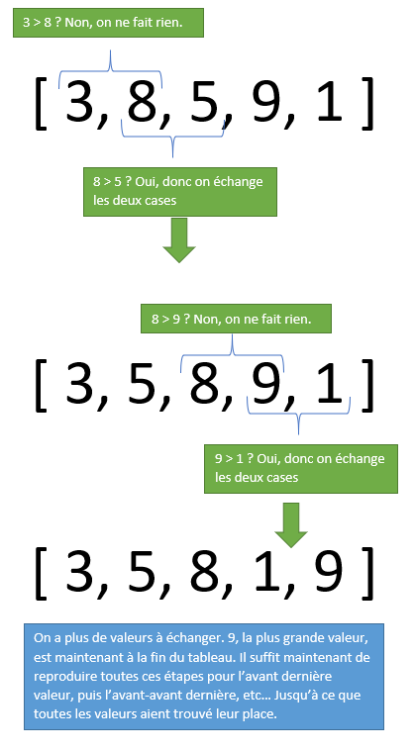 3 > 8 ? Non, on ne fait rien.
[ 3, 8, 5, 9, 1 ]
8 > 5 ? Oui, donc on échange
les deux cases
8 > 9 ? Non, on ne fait rien.
[ 3, 5, 8, 9, 1 ]
9 > 1 ? Oui, donc on échange
les deux cases
[ 3, 5, 8, 1, 9 ]
On a plus de valeurs à échanger. 9, la plus grande valeur,
est maintenant à la fin du tableau. Il suffit maintenant de
reproduire toutes ces étapes pour l'avant dernière
valeur, puis l'avant-avant dernière, etc... Jusqu'à ce que
toutes les valeurs aient trouvé leur place.